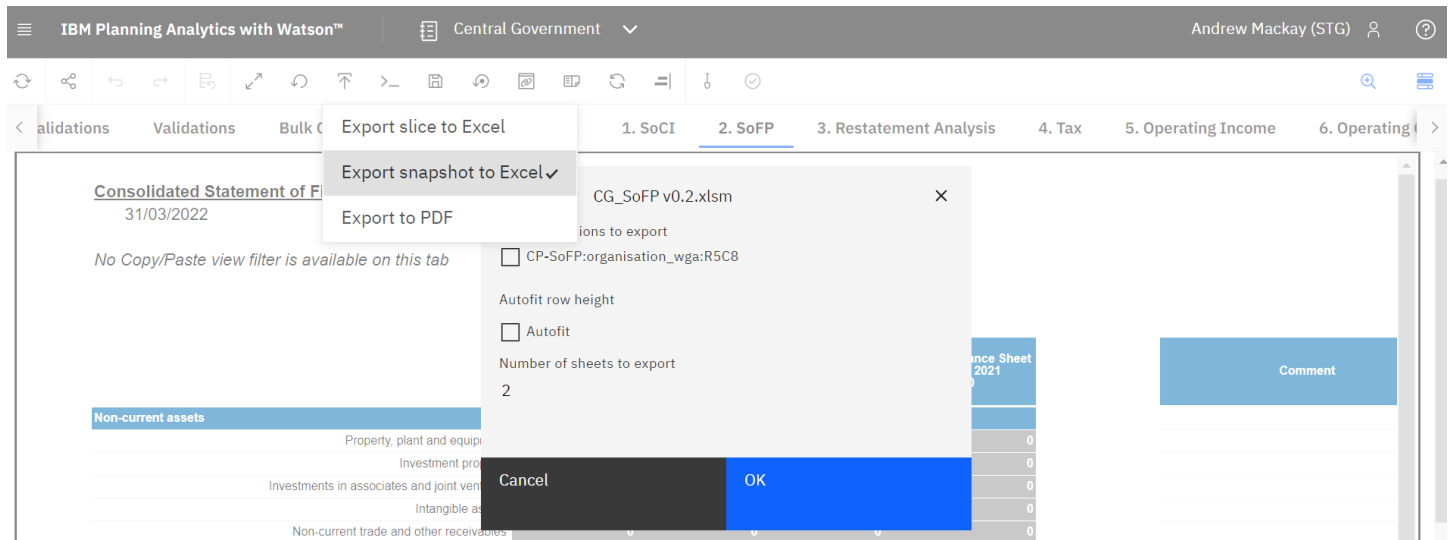 IBM Planning Analytics with Watson™ Central Government Andrew Mackay (STG)
alidations Validations Bulk 1. SoCI 2. SoFP 3. Restatement Analysis 4. Tax 5. Operating Income 6. Operating
Export slice to Excel
Export snapshot to Excel
Export to PDF
Consolidated Statement of Fi
31/03/2022
No Copy/Paste view filter is available on this tab
CG_SoFP v0.2.xlsm
ions to export
CP-SoFP:organisation_wga:R5C8
Autofit row height
Autofit
Number of sheets to export
2
Cancel OK
ance Sheet
2021
Comment
Non-current assets
Property, plant and equip 0
Investment prop 0
Investments in associates and joint vent 0
Intangible as 0
Non-current trade and other receivables 0 0 0 0